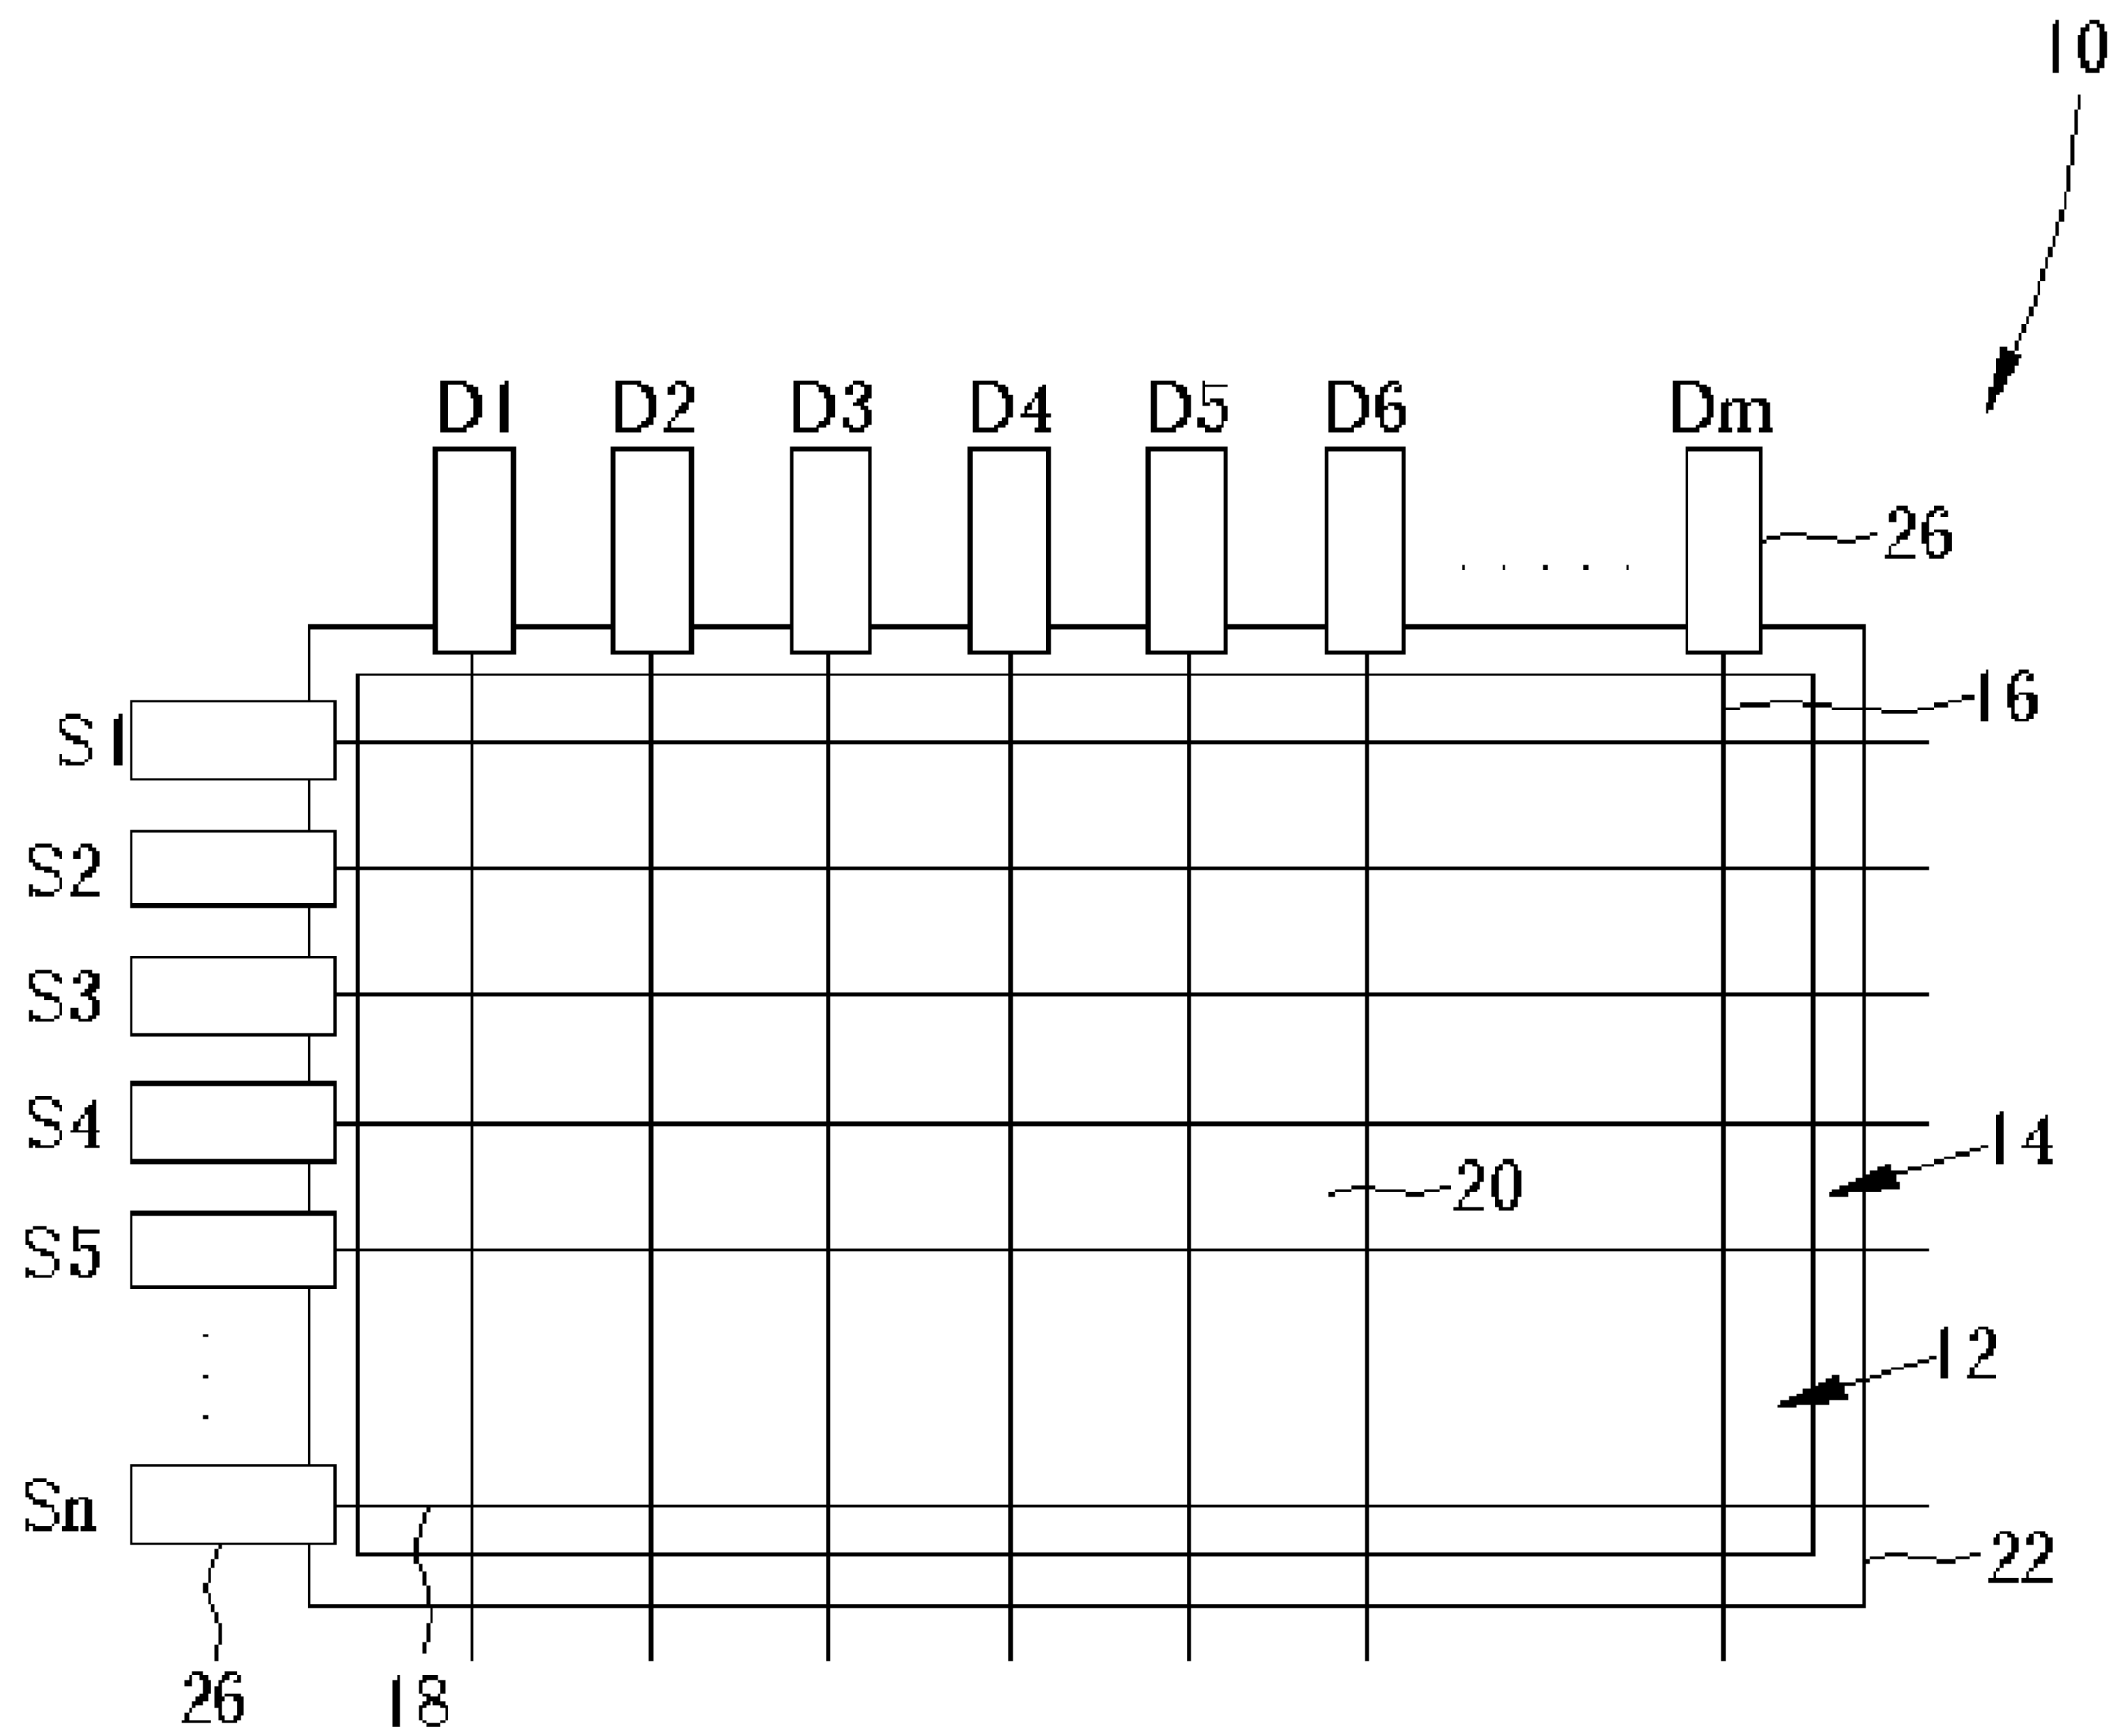 10
D1 D2 D3 D4 D5 D6 Dm
. . . . . 26
16
S1
S2
S3
S4
14
20
S5
12
Sn
22
26 18